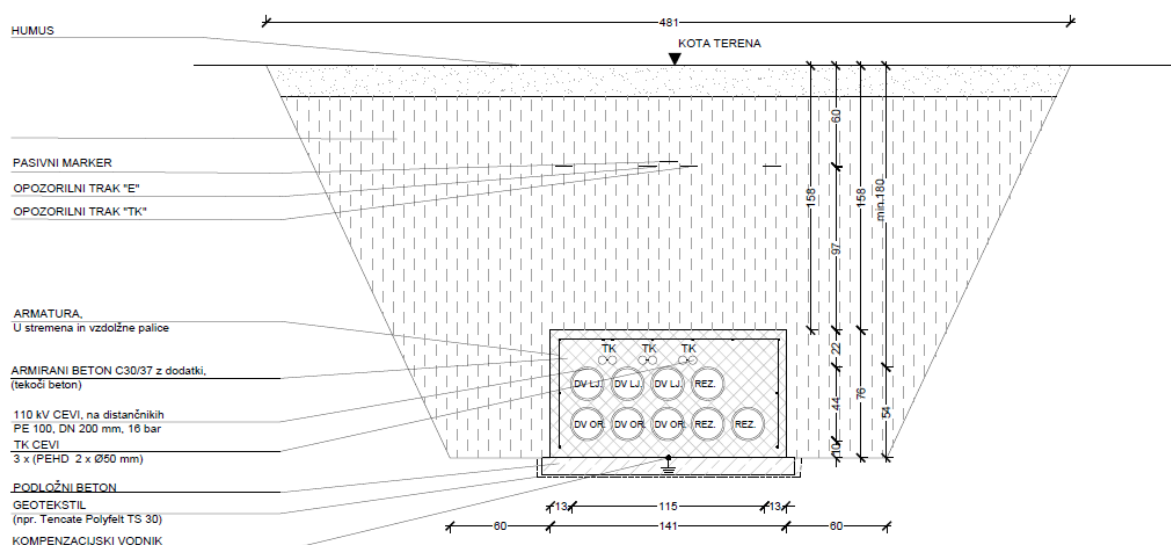 481
HUMUS
KOTA TERENA
60
PASIVNI MARKER
OPOZORILNI TRAK "E"
158
158
min.180
OPOZORILNI TRAK "TK"
97
ARMATURA,
U stremena in vzdolžne palice
TK TK TK
22
ARMIRANI BETON C30/37 z dodatki,
(tekoči beton)
DV LJ. DV LJ. DV LJ. REZ.
44
76
54
110 kV CEVI, na distančnikih
PE 100, DN 200 mm, 16 bar
DV OR. DV OR. DV OR. REZ. REZ.
TK CEVI
3 x (PEHD 2 x Ø50 mm)
10
PODLOŽNI BETON
GEOTEKSTIL
(npr. Tencate Polyfelt TS 30)
13 115 13
60 141 60
KOMPENZACIJSKI VODNIK